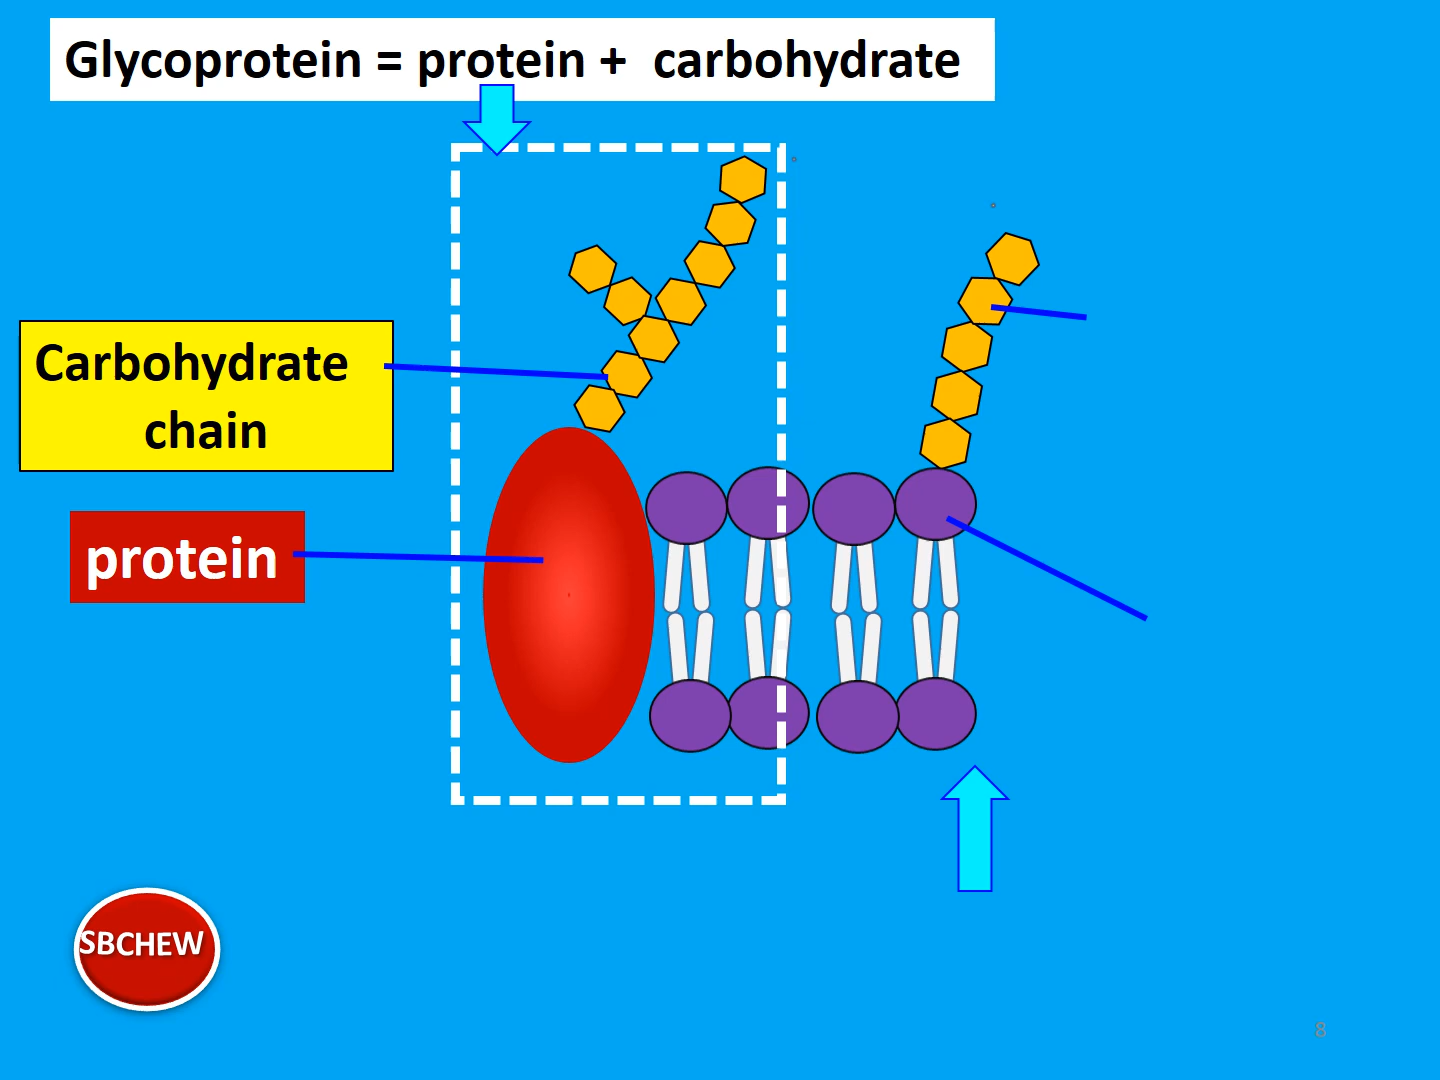 Glycoprotein = protein + carbohydrate
Carbohydrate
chain
protein
SBCHEW
8